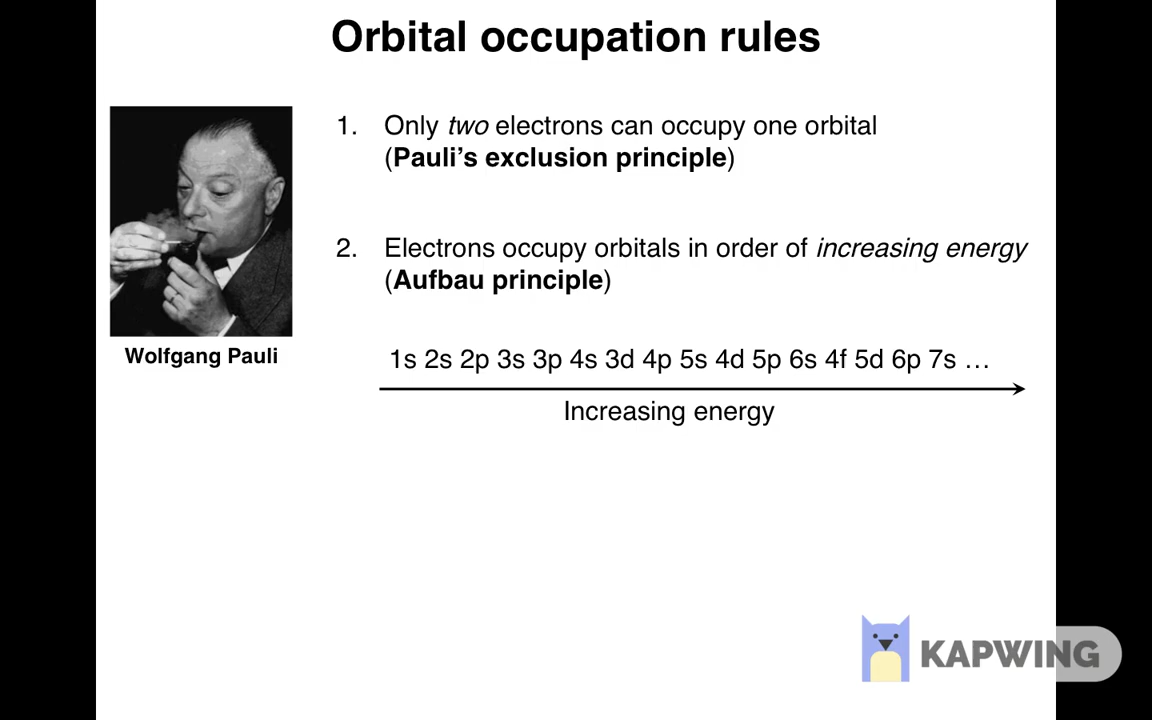 Orbital occupation rules
1. Only two electrons can occupy one orbital
(Pauli’s exclusion principle)
2. Electrons occupy orbitals in order of increasing energy
(Aufbau principle)
Wolfgang Pauli
1s 2s 2p 3s 3p 4s 3d 4p 5s 4d 5p 6s 4f 5d 6p 7s …
Increasing energy
KAPWING